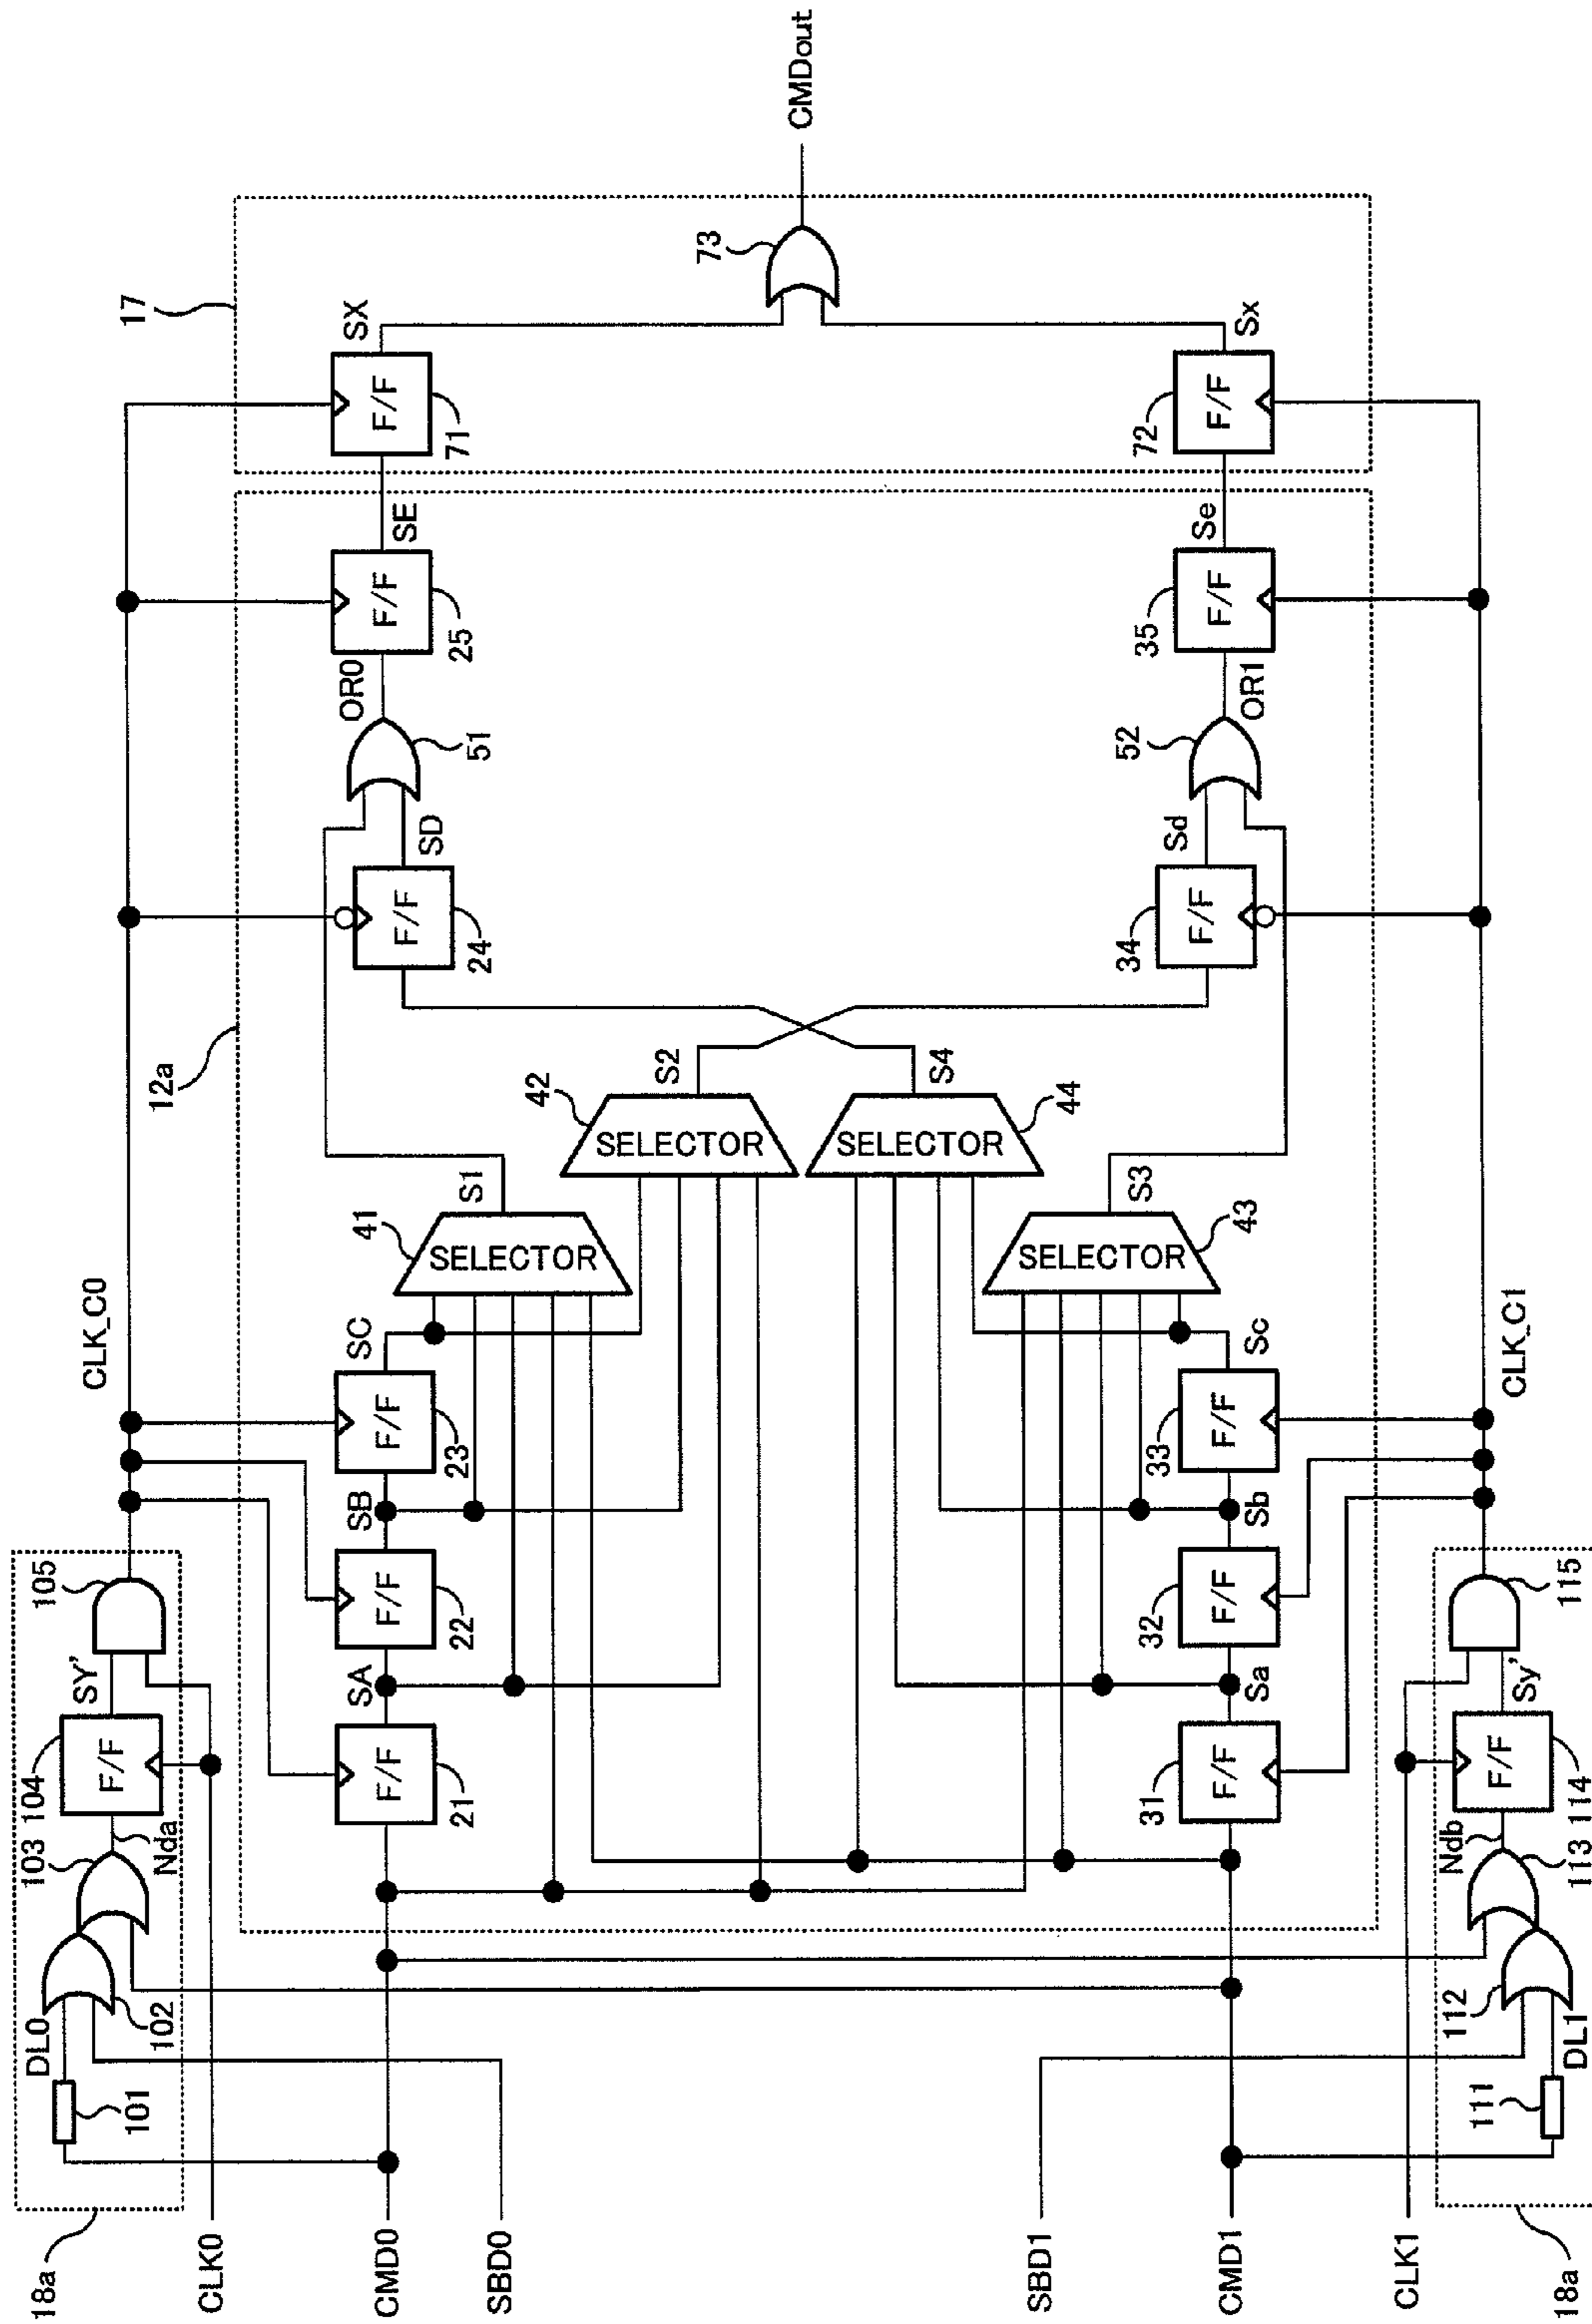 18a
DL0
101
102
103
Nda
104
F/F
SY'
105
CLK_C0
CLK0
CMD0
SBD0
12a
17
21
F/F
SA
22
F/F
SB
23
F/F
SC
41
SELECTOR
S1
42
SELECTOR
S2
24
F/F
SD
51
OR0
25
F/F
SE
71
F/F
SX
73
CMDout
44
SELECTOR
S4
43
SELECTOR
S3
31
F/F
Sa
32
F/F
Sb
33
F/F
Sc
34
F/F
Sd
52
OR1
35
F/F
Se
72
F/F
Sx
SBD1
CMD1
CLK1
CLK_C1
18a
111
DL1
112
113
Ndb
114
F/F
Sy'
115